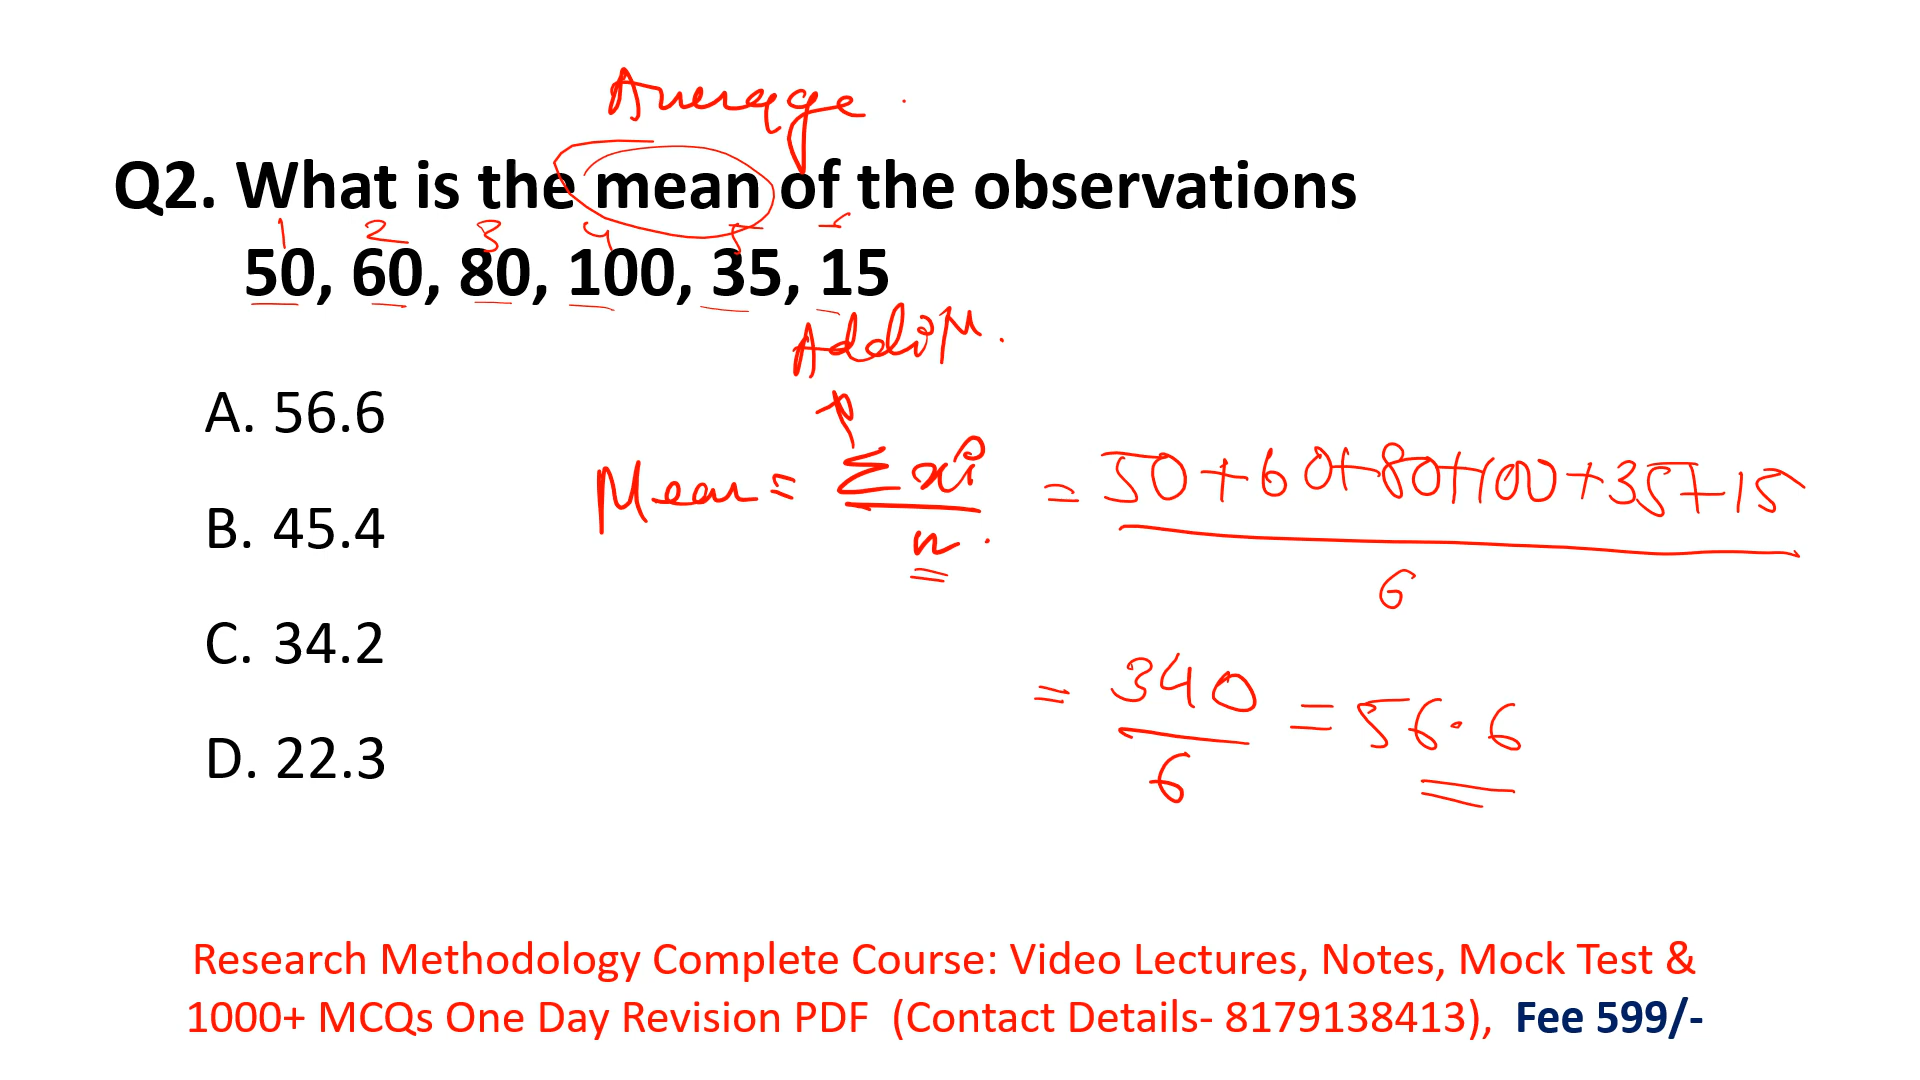 Average
Q2. What is the mean of the observations
1 2 3 4 5
50, 60, 80, 100, 35, 15
A. 56.6
B. 45.4
C. 34.2
D. 22.3
Mean = Σ xi / n = 50+60+80+100+35+15 / 6
= 340 / 6 = 56.6
Research Methodology Complete Course: Video Lectures, Notes, Mock Test &
1000+ MCQs One Day Revision PDF (Contact Details- 8179138413), Fee 599/-